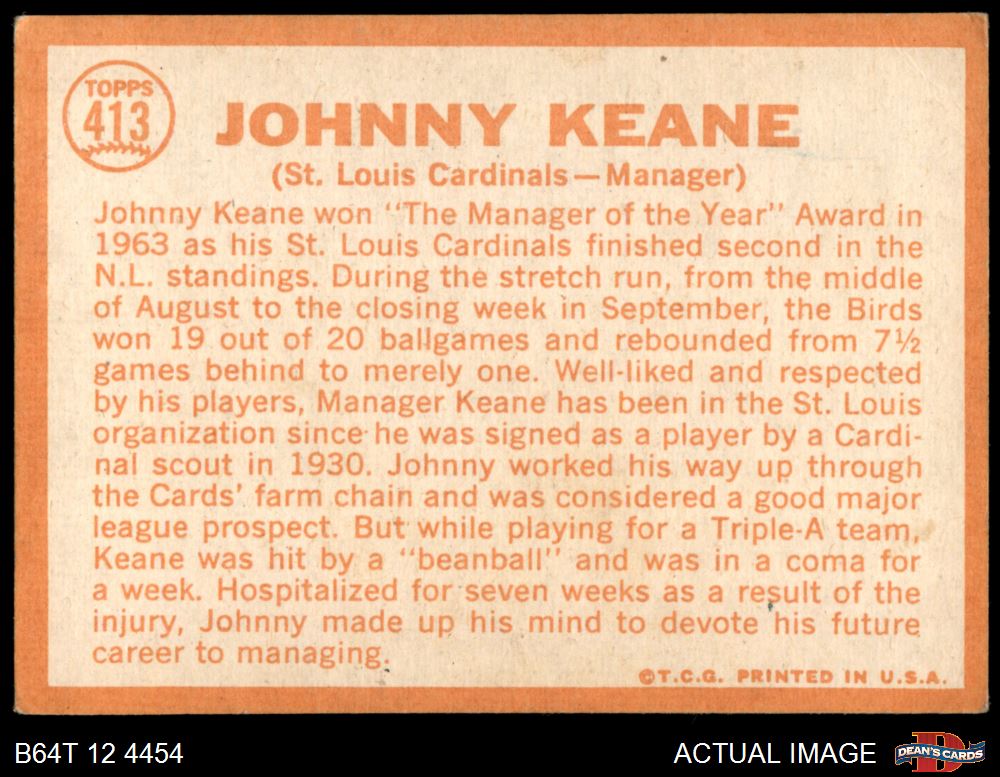 TOPPS
413
JOHNNY KEANE
(St. Louis Cardinals—Manager)
Johnny Keane won "The Manager of the Year" Award in
1963 as his St. Louis Cardinals finished second in the
N.L. standings. During the stretch run, from the middle
of August to the closing week in September, the Birds
won 19 out of 20 ballgames and rebounded from 7½
games behind to merely one. Well-liked and respected
by his players, Manager Keane has been in the St. Louis
organization since he was signed as a player by a Cardi-
nal scout in 1930. Johnny worked his way up through
the Cards' farm chain and was considered a good major
league prospect. But while playing for a Triple-A team,
Keane was hit by a "beanball" and was in a coma for
a week. Hospitalized for seven weeks as a result of the
injury, Johnny made up his mind to devote his future
career to managing.
©T.C.G. PRINTED IN U.S.A.
B64T 12 4454
ACTUAL IMAGE
D
DEAN'S CARDS